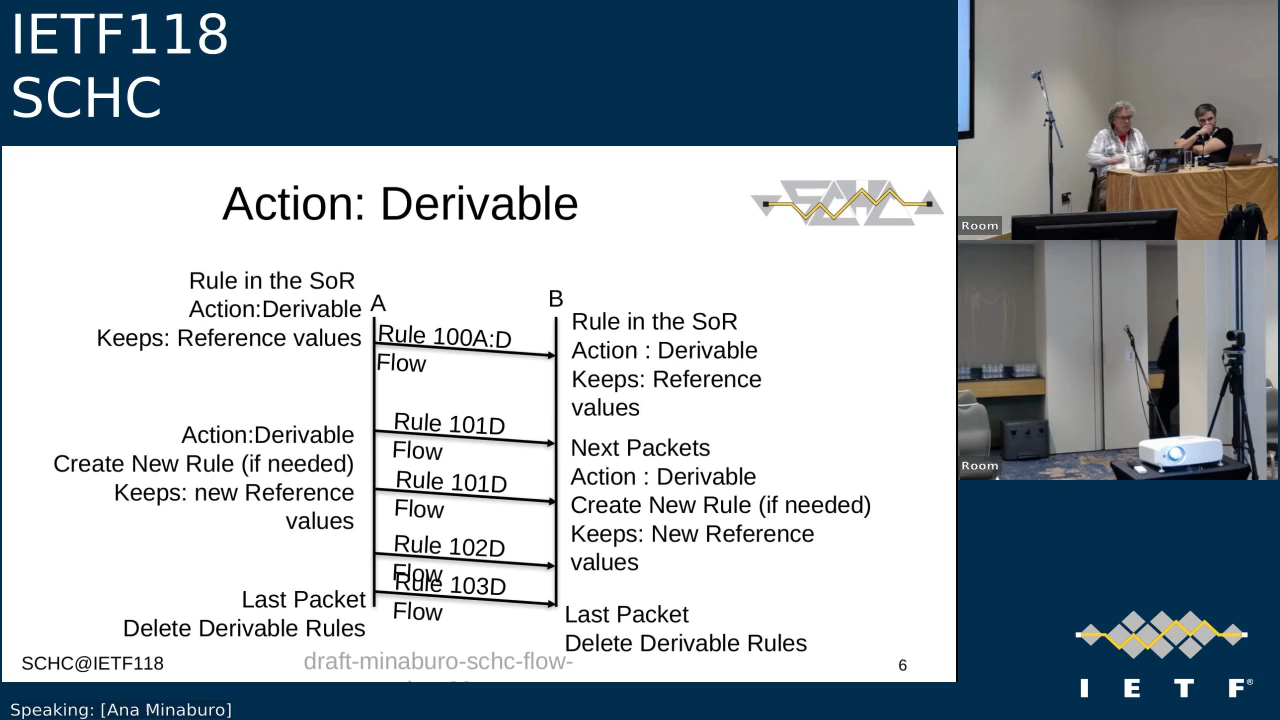 IETF118
SCHC
Action: Derivable
SCHC
Rule in the SoR
Action:Derivable
Keeps: Reference values
A
B
Rule 100A:D
Flow
Rule in the SoR
Action : Derivable
Keeps: Reference
values
Action:Derivable
Create New Rule (if needed)
Keeps: new Reference
values
Rule 101D
Flow
Rule 101D
Flow
Rule 102D
Flow
Rule 103D
Flow
Next Packets
Action : Derivable
Create New Rule (if needed)
Keeps: New Reference
values
Last Packet
Delete Derivable Rules
Last Packet
Delete Derivable Rules
SCHC@IETF118
draft-minaburo-schc-flow-
6
Room
Room
I E T F®
Speaking: [Ana Minaburo]